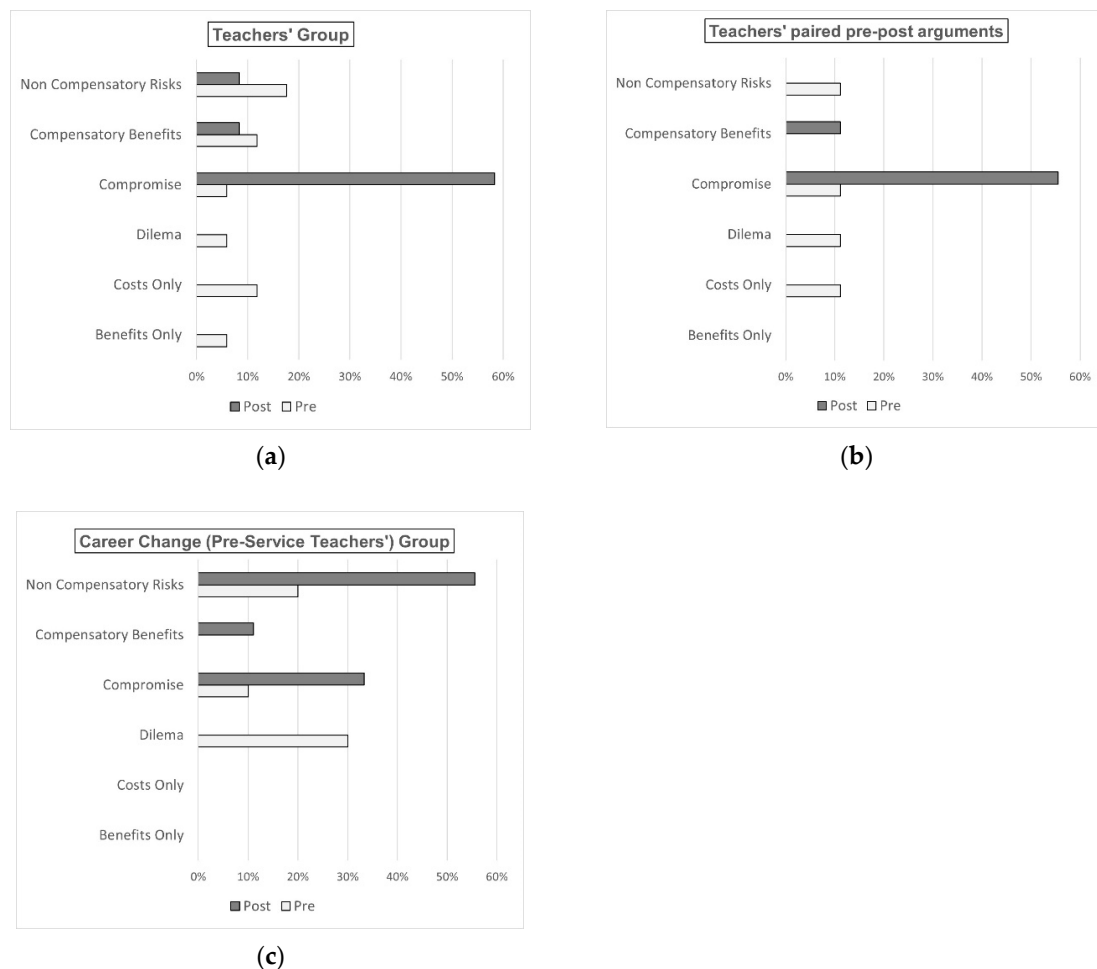 Teachers' Group
Non Compensatory Risks
Compensatory Benefits
Compromise
Dilema
Costs Only
Benefits Only
0% 10% 20% 30% 40% 50% 60%
Post Pre
(a)
Teachers' paired pre-post arguments
Non Compensatory Risks
Compensatory Benefits
Compromise
Dilema
Costs Only
Benefits Only
0% 10% 20% 30% 40% 50% 60%
Post Pre
(b)
Career Change (Pre-Service Teachers') Group
Non Compensatory Risks
Compensatory Benefits
Compromise
Dilema
Costs Only
Benefits Only
0% 10% 20% 30% 40% 50% 60%
Post Pre
(c)